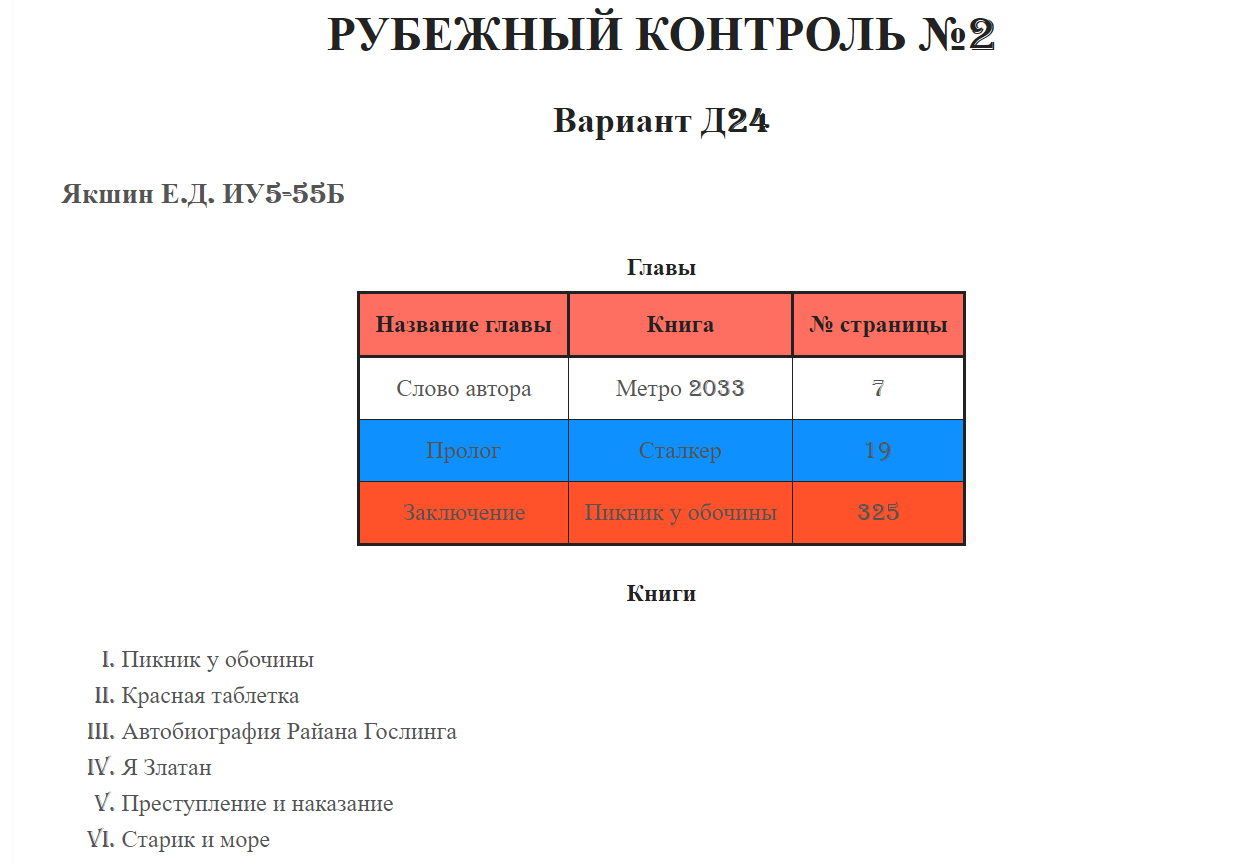 РУБЕЖНЫЙ КОНТРОЛЬ №2
Вариант Д24
Якшин Е.Д. ИУ5-55Б
Главы
Название главы Книга № страницы
Слово автора Метро 2033 7
Пролог Сталкер 19
Заключение Пикник у обочины 325
Книги
I. Пикник у обочины
II. Красная таблетка
III. Автобиография Райана Гослинга
IV. Я Златан
V. Преступление и наказание
VI. Старик и море